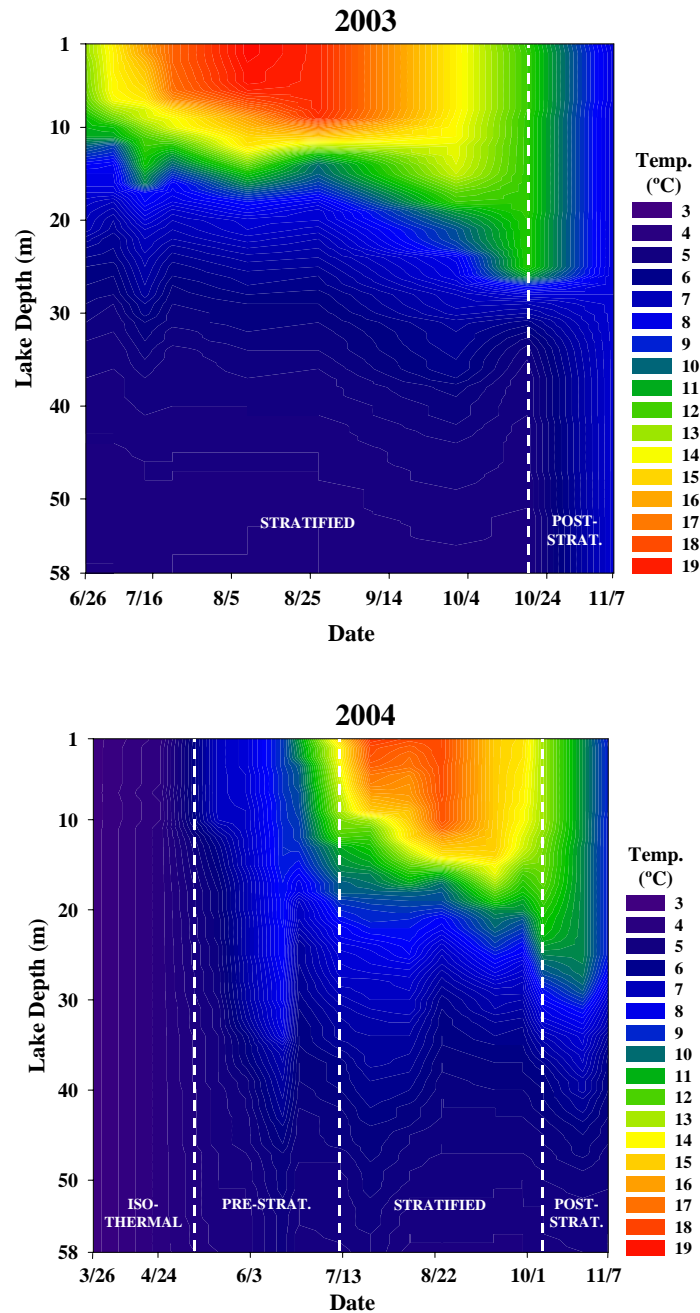 2003
1
10
20
30
40
50
58
Lake Depth (m)
STRATIFIED
POST-
STRAT.
6/26 7/16 8/5 8/25 9/14 10/4 10/24 11/7
Date
Temp.
(ºC)
3
4
5
6
7
8
9
10
11
12
13
14
15
16
17
18
19
2004
1
10
20
30
40
50
58
Lake Depth (m)
ISO-
THERMAL
PRE-STRAT.
STRATIFIED
POST-
STRAT.
3/26 4/24 6/3 7/13 8/22 10/1 11/7
Date
Temp.
(ºC)
3
4
5
6
7
8
9
10
11
12
13
14
15
16
17
18
19